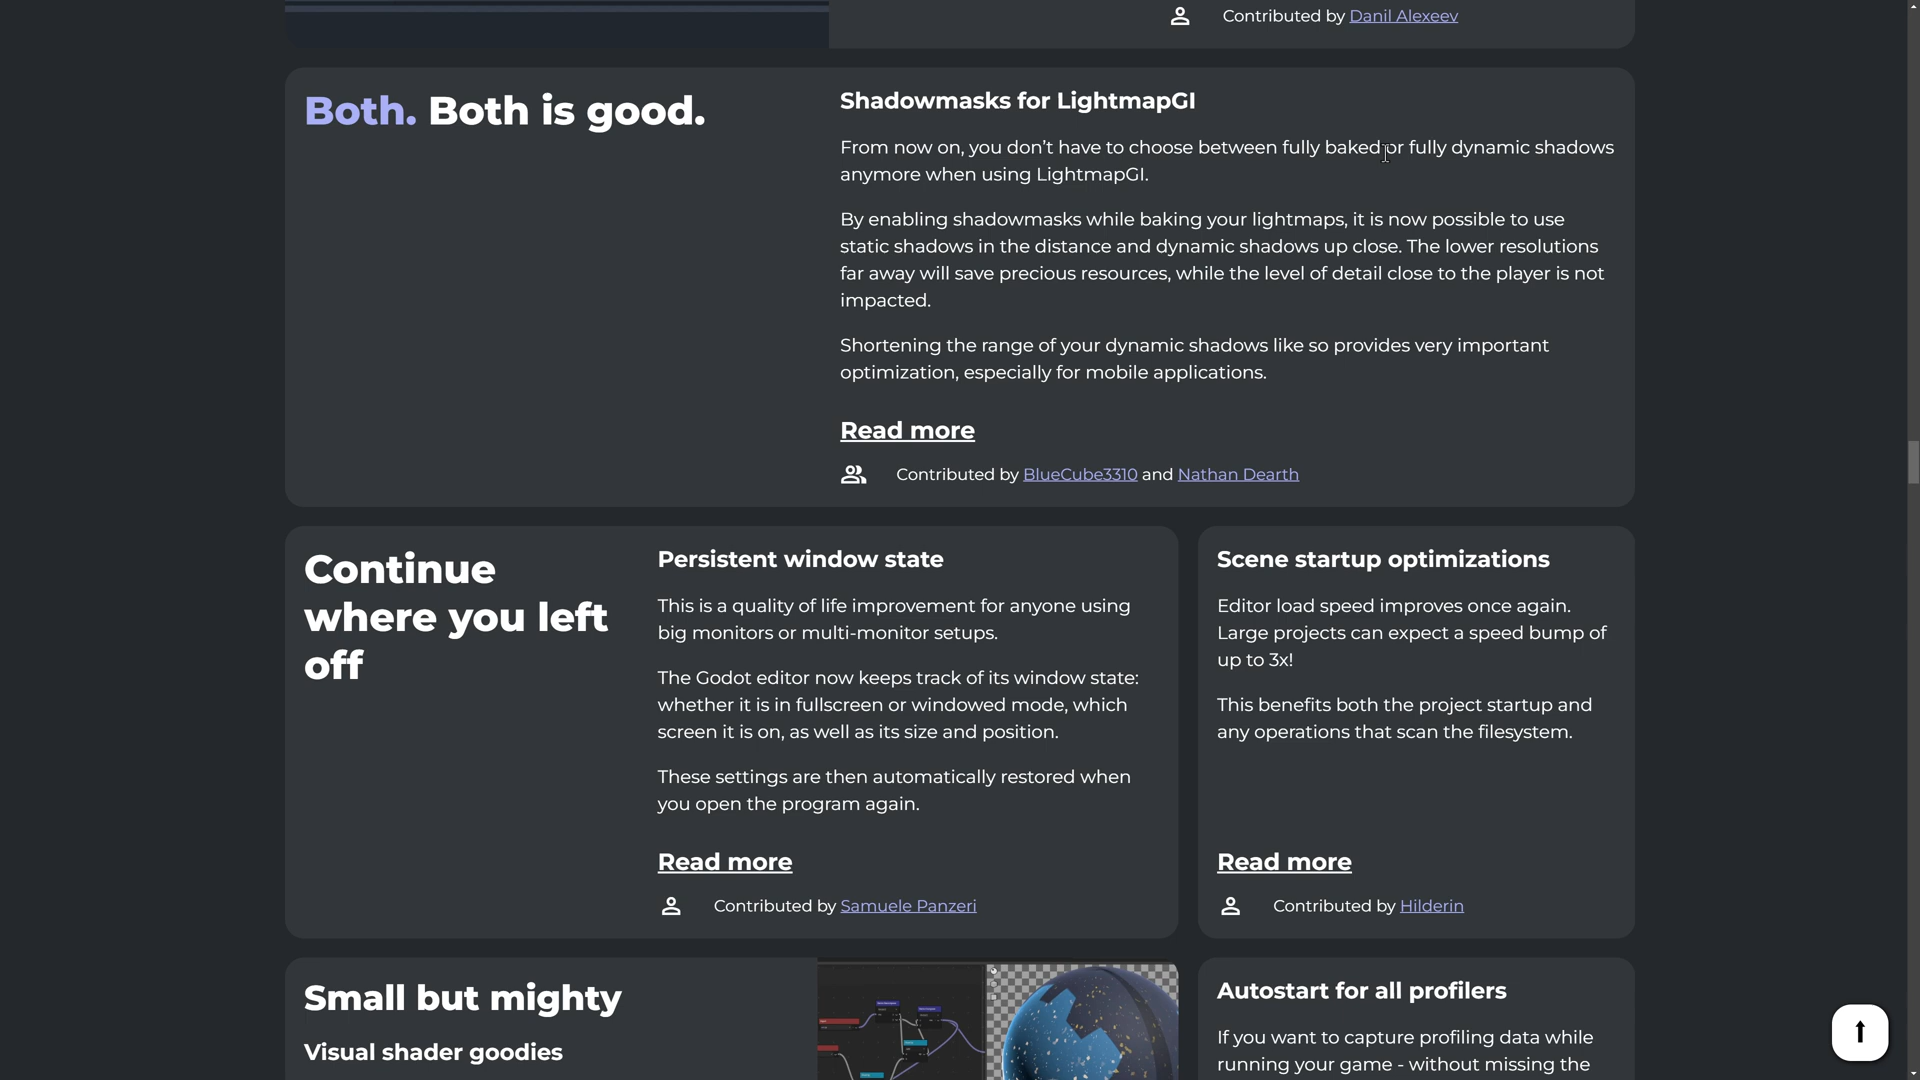 Contributed by Danil Alexeev
Both. Both is good.
Shadowmasks for LightmapGI
From now on, you don’t have to choose between fully baked or fully dynamic shadows
anymore when using LightmapGI.
By enabling shadowmasks while baking your lightmaps, it is now possible to use
static shadows in the distance and dynamic shadows up close. The lower resolutions
far away will save precious resources, while the level of detail close to the player is not
impacted.
Shortening the range of your dynamic shadows like so provides very important
optimization, especially for mobile applications.
Read more
Contributed by BlueCube3310 and Nathan Dearth
Continue
where you left
off
Persistent window state
This is a quality of life improvement for anyone using
big monitors or multi-monitor setups.
The Godot editor now keeps track of its window state:
whether it is in fullscreen or windowed mode, which
screen it is on, as well as its size and position.
These settings are then automatically restored when
you open the program again.
Read more
Contributed by Samuele Panzeri
Scene startup optimizations
Editor load speed improves once again.
Large projects can expect a speed bump of
up to 3x!
This benefits both the project startup and
any operations that scan the filesystem.
Read more
Contributed by Hilderin
Small but mighty
Visual shader goodies
Autostart for all profilers
If you want to capture profiling data while
running your game - without missing the